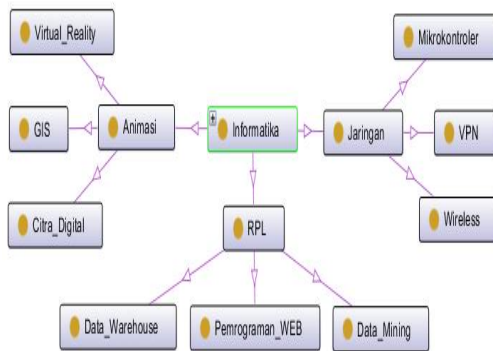 Virtual_Reality
Mikrokontroler
GIS
Animasi
Informatika
Jaringan
VPN
Citra_Digital
RPL
Wireless
Data_Warehouse
Pemrograman_WEB
Data_Mining